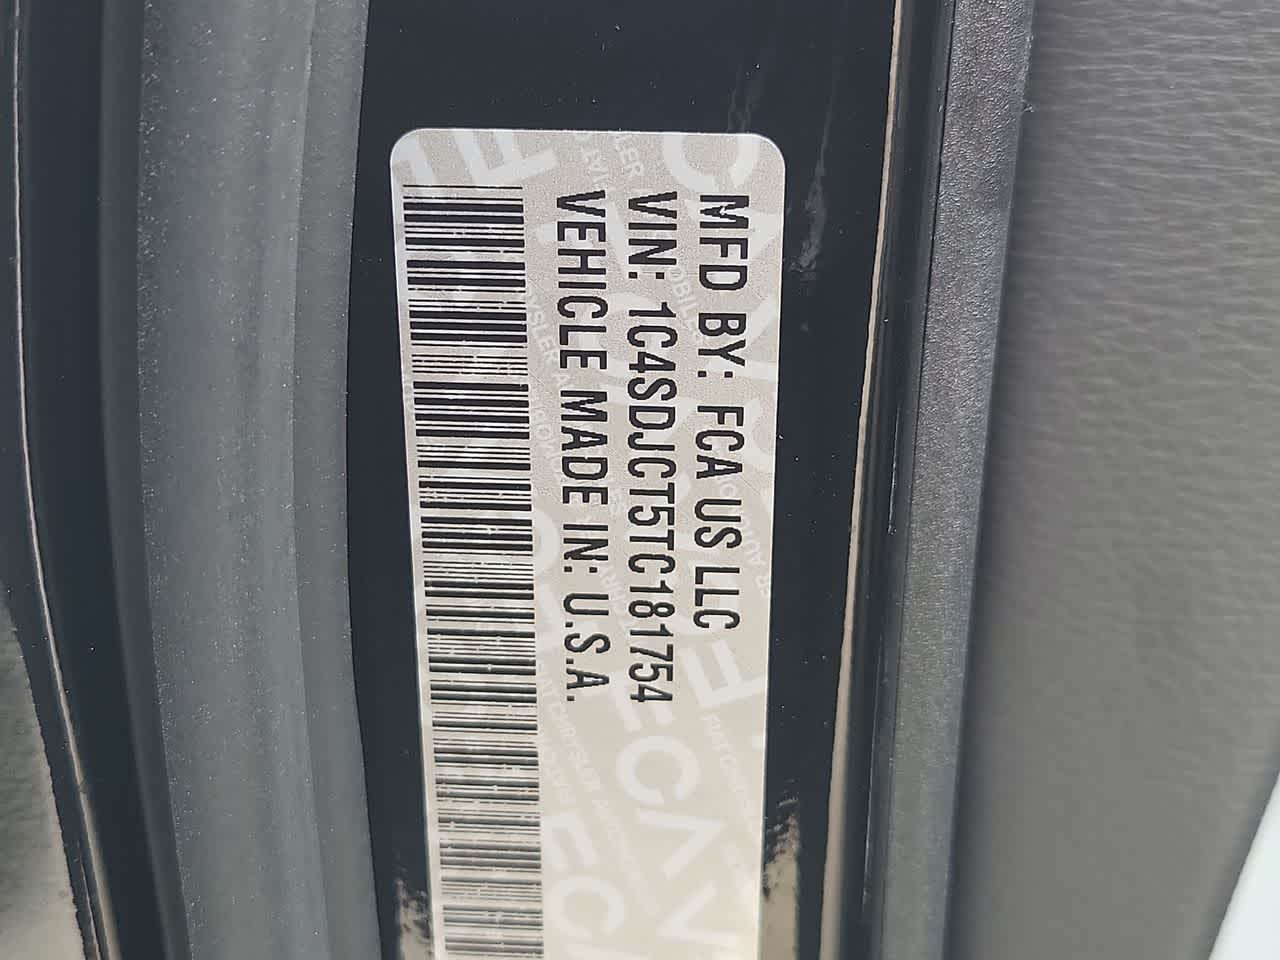 MFD BY: FCA US LLC
VIN: 1C4SDJCT5TC181754
VEHICLE MADE IN: U.S.A.